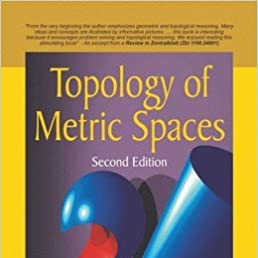 "From the very beginning the author emphasizes geometric and topological reasoning. Many
ideas and concepts are illustrated by informative pictures. ... this book is interesting
because it encourages problem solving and topological reasoning. We enjoyed reading this
stimulating book" - An excerpt from a Review in Zentralblatt (Zbl 1198.54001)
Topology of
Metric Spaces
Second Edition